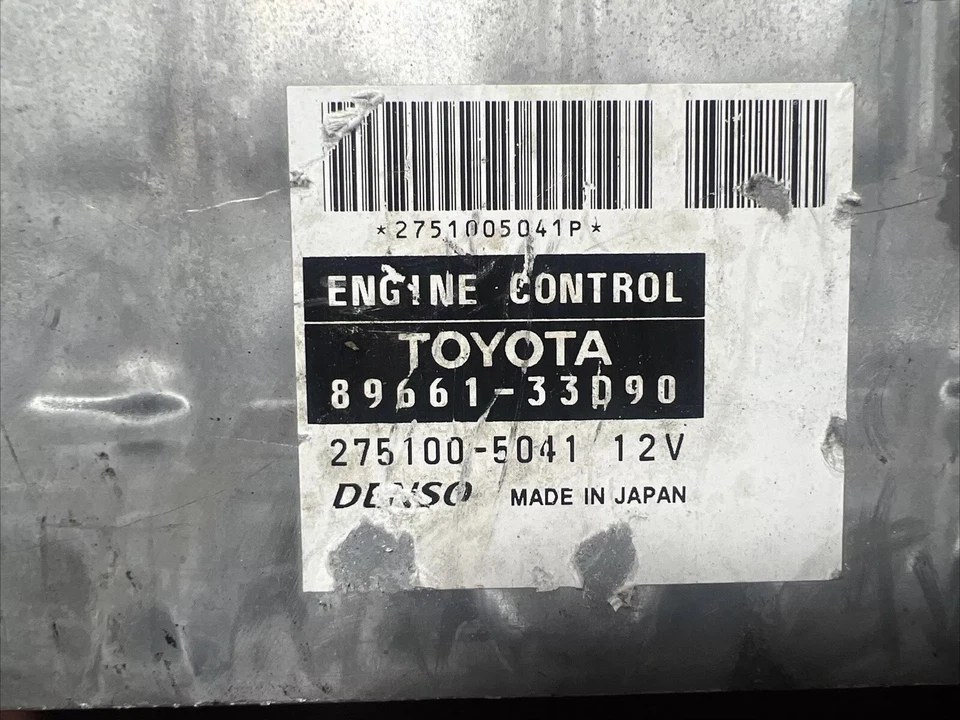 *2751005041P*
ENGINE CONTROL
TOYOTA
89661-33D90
275100-5041 12V
DENSO MADE IN JAPAN